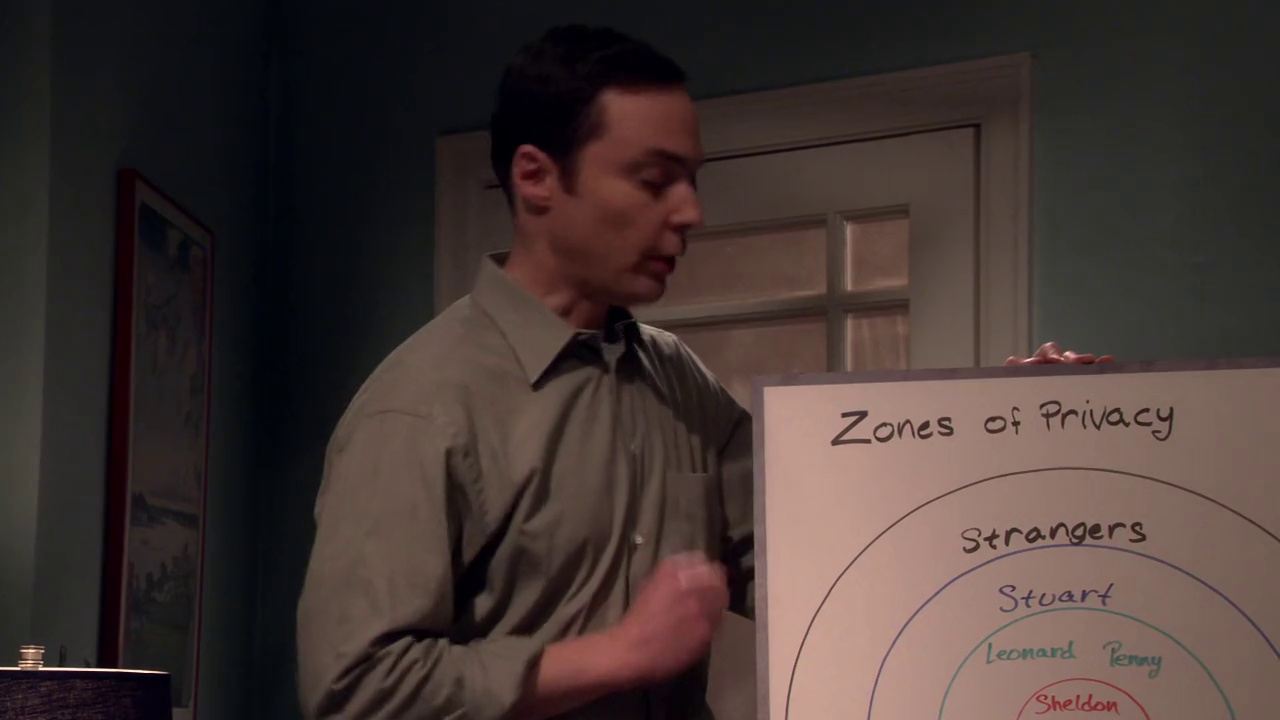 Zones of Privacy
Strangers
Stuart
Leonard Penny
Sheldon